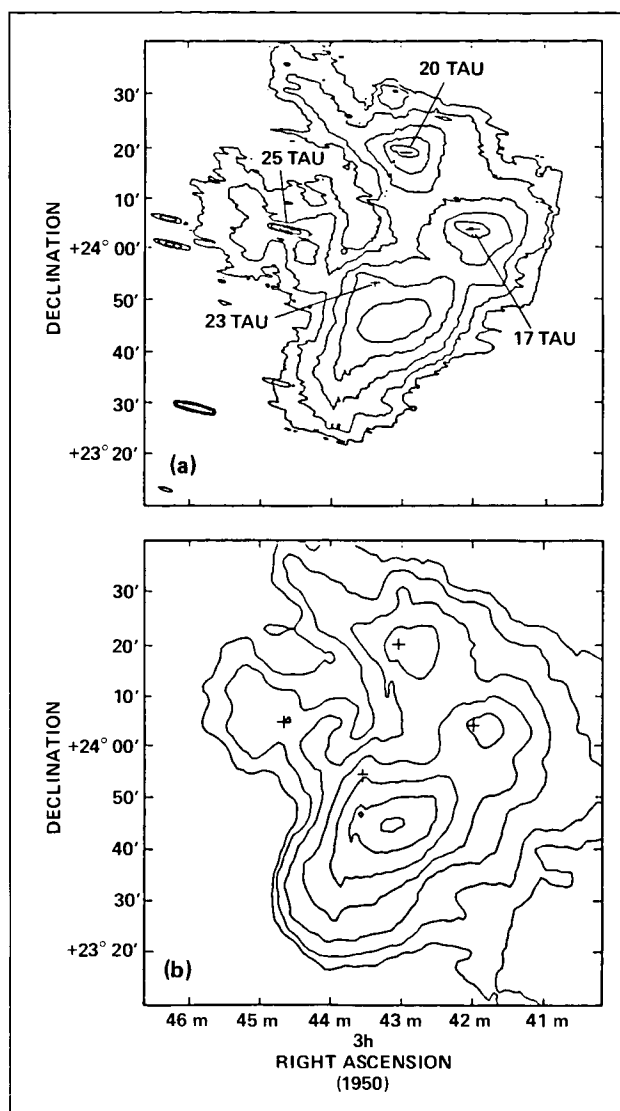 30'
20 TAU
20'
25 TAU
10'
+24° 00'
50'
23 TAU
17 TAU
40'
30'
+23° 20'
DECLINATION
(a)
30'
20'
10'
+24° 00'
50'
40'
30'
+23° 20'
DECLINATION
(b)
46 m 45 m 44 m 43 m 42 m 41 m
3h
RIGHT ASCENSION
(1950)